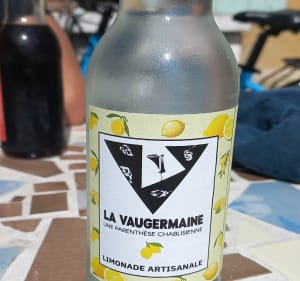 LA VAUGERMAINE
UNE PARENTHÈSE CHABLISIENNE
LIMONADE ARTISANALE